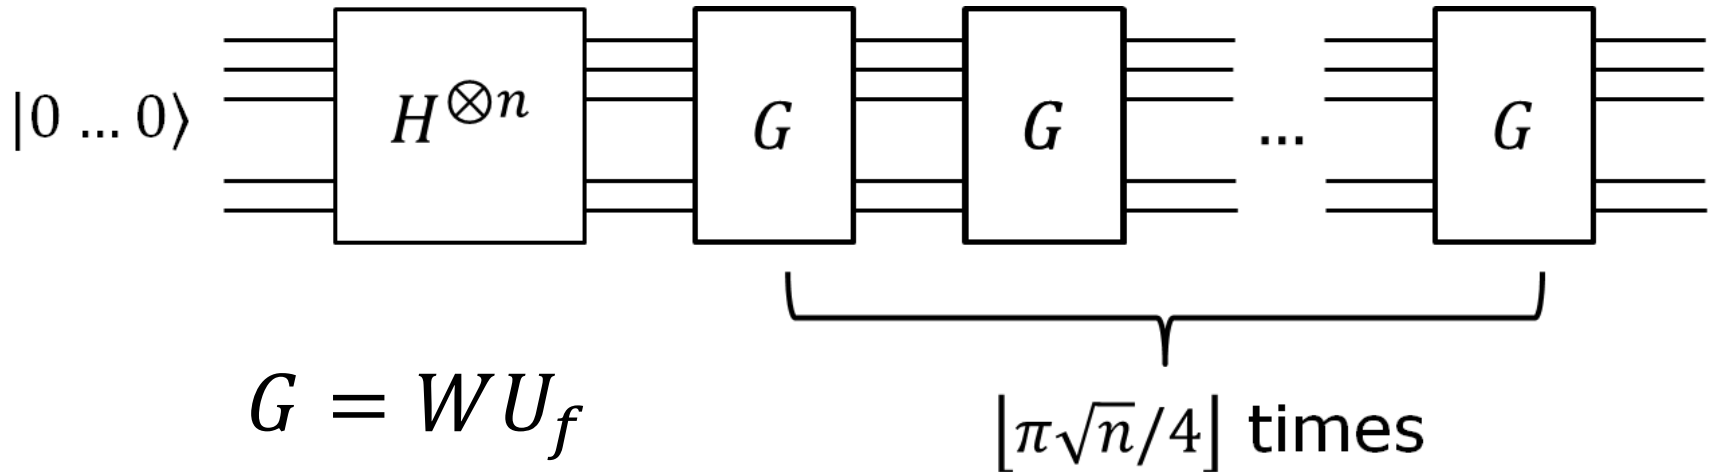 |0 ... 0⟩
H^{⊗n}
G
G
...
G
G = WU_f
⌊π√n/4⌋ times